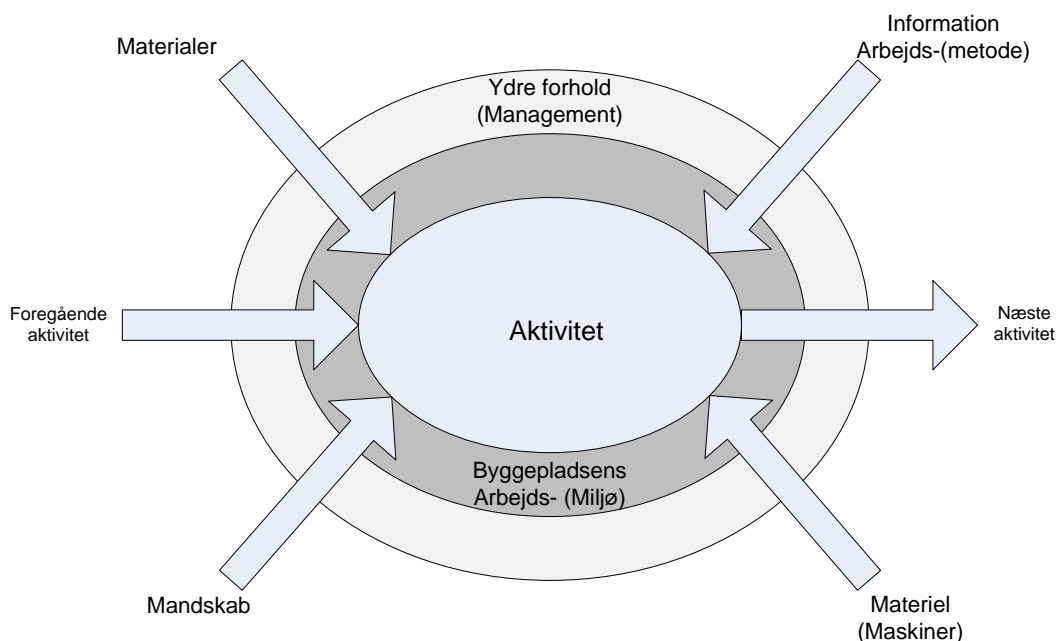 Materialer
Information
Arbejds-(metode)
Ydre forhold
(Management)
Foregående
aktivitet
Aktivitet
Næste
aktivitet
Byggepladsens
Arbejds- (Miljø)
Mandskab
Materiel
(Maskiner)